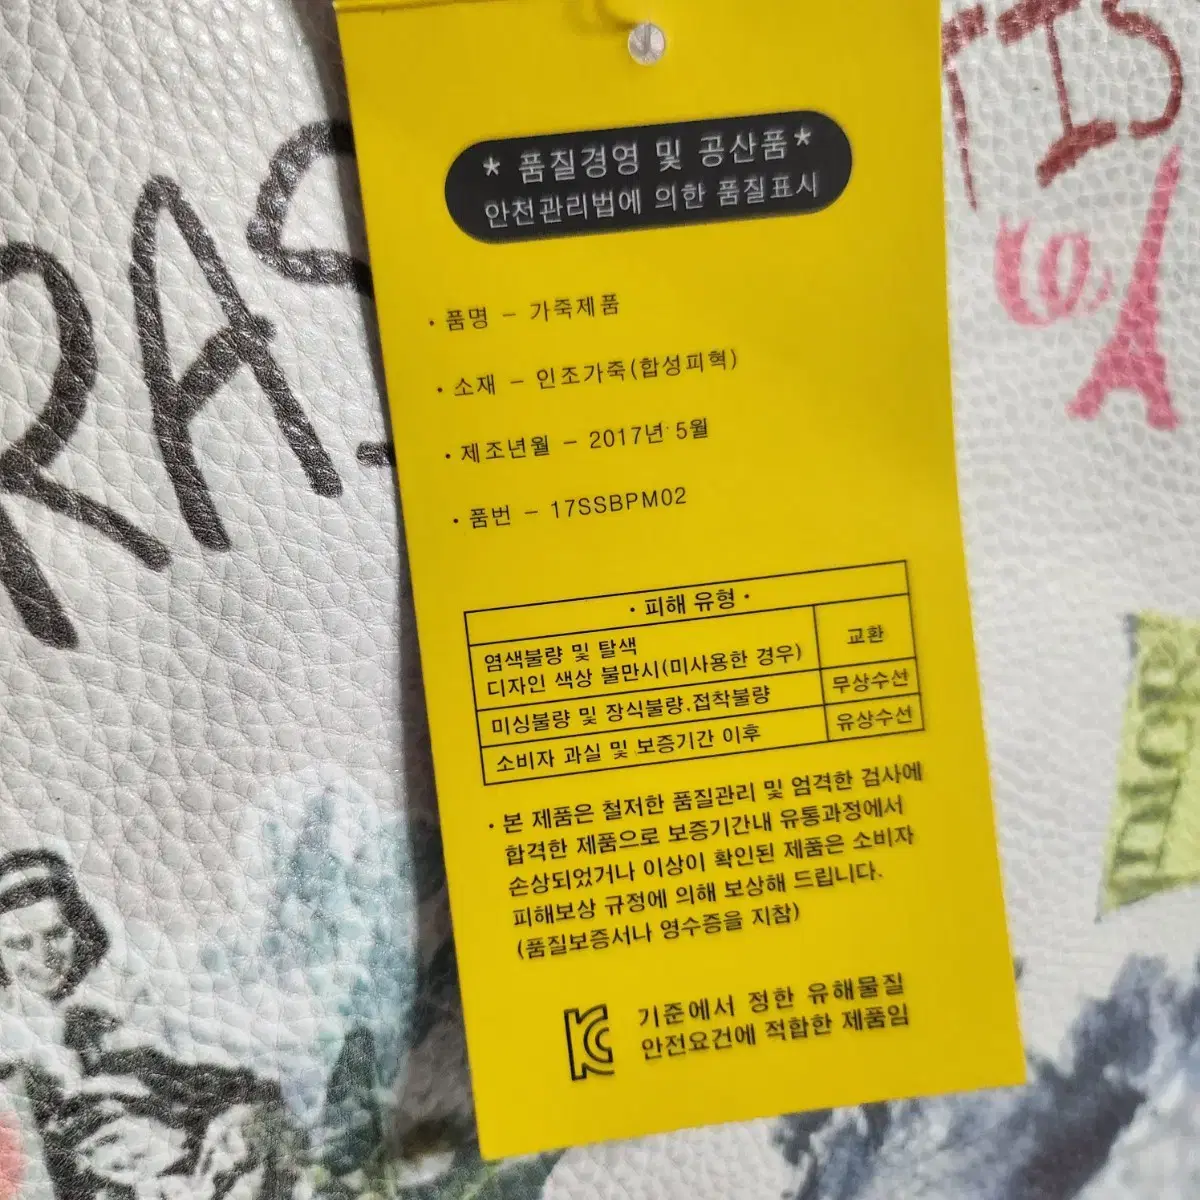 * 품질경영 및 공산품 *
안천관리법에 의한 품질표시
· 품명 - 가죽제품
· 소재 - 인조가죽(합성피혁)
· 제조년월 - 2017년 5월
· 품번 - 17SSBPM02
· 피해 유형 ·
염색불량 및 탈색
디자인 색상 불만시(미사용한 경우)
교환
미싱불량 및 장식불량,접착불량
무상수선
소비자 과실 및 보증기간 이후
유상수선
· 본 제품은 철저한 품질관리 및 엄격한 검사에
합격한 제품으로 보증기간내 유통과정에서
손상되었거나 이상이 확인된 제품은 소비자
피해보상 규정에 의해 보상해 드립니다.
(품질보증서나 영수증을 지참)
기준에서 정한 유해물질
안전요건에 적합한 제품임
RAS
TIS